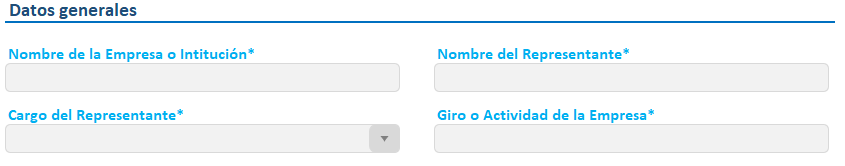 Datos generales
Nombre de la Empresa o Intitución*
Nombre del Representante*
Cargo del Representante*
Giro o Actividad de la Empresa*